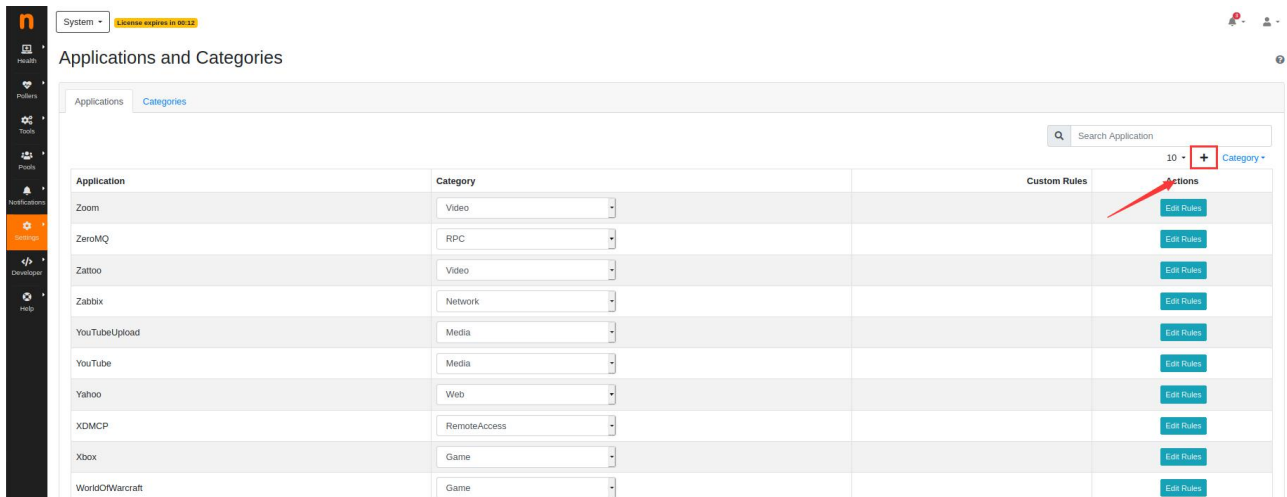 n
System
License expires in 00:12
Health
Pollers
Tools
Pools
Notifications
Settings
Developer
Help
Applications and Categories
Applications Categories
Search Application
10 + Category
Application Category Custom Rules Actions
Zoom Video Edit Rules
ZeroMQ RPC Edit Rules
Zattoo Video Edit Rules
Zabbix Network Edit Rules
YouTubeUpload Media Edit Rules
YouTube Media Edit Rules
Yahoo Web Edit Rules
XDMCP RemoteAccess Edit Rules
Xbox Game Edit Rules
WorldOfWarcraft Game Edit Rules